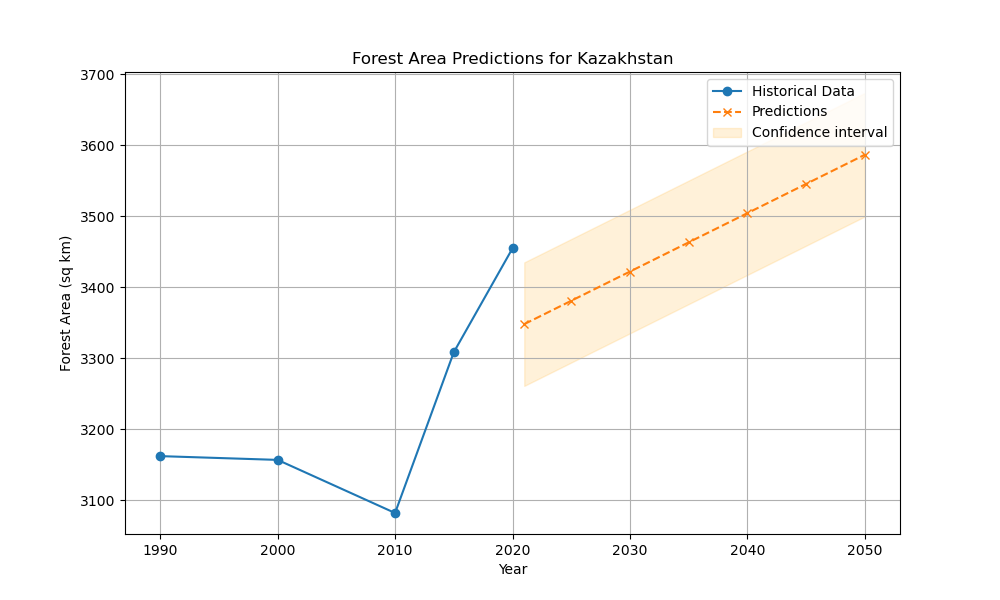 Forest Area Predictions for Kazakhstan
Historical Data
Predictions
Confidence interval
Forest Area (sq km)
3700
3600
3500
3400
3300
3200
3100
1990 2000 2010 2020 2030 2040 2050
Year